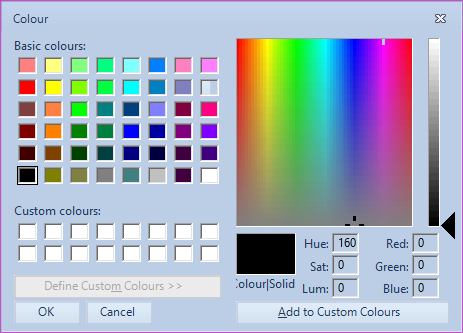 Colour
Basic colours:
Custom colours:
Define Custom Colours >>
OK Cancel
Hue: 160 Red: 0
Sat: 0 Green: 0
Colour|Solid Lum: 0 Blue: 0
Add to Custom Colours